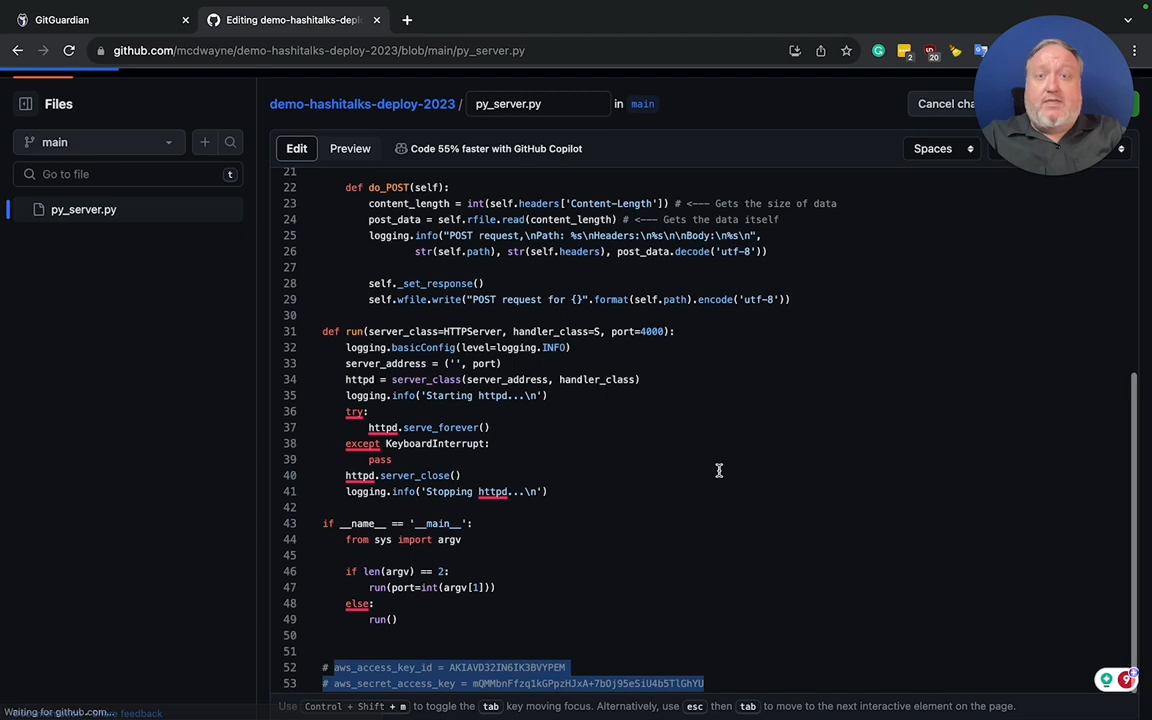 GitGuardian
Editing demo-hashitalks-deplo
github.com/mcdwayne/demo-hashitalks-deploy-2023/blob/main/py_server.py
2
20
Files
demo-hashitalks-deploy-2023 / py_server.py in main
Cancel cha
main
Edit Preview Code 55% faster with GitHub Copilot
Spaces
Go to file t
py_server.py
21
22 def do_POST(self):
23 content_length = int(self.headers['Content-Length']) # <--- Gets the size of data
24 post_data = self.rfile.read(content_length) # <--- Gets the data itself
25 logging.info("POST request,\nPath: %s\nHeaders:\n%s\n\nBody:\n%s\n",
26 str(self.path), str(self.headers), post_data.decode('utf-8'))
27
28 self._set_response()
29 self.wfile.write("POST request for {}".format(self.path).encode('utf-8'))
30
31 def run(server_class=HTTPServer, handler_class=S, port=4000):
32 logging.basicConfig(level=logging.INFO)
33 server_address = ('', port)
34 httpd = server_class(server_address, handler_class)
35 logging.info('Starting httpd...\n')
36 try:
37 httpd.serve_forever()
38 except KeyboardInterrupt:
39 pass
40 httpd.server_close()
41 logging.info('Stopping httpd...\n')
42
43 if __name__ == '__main__':
44 from sys import argv
45
46 if len(argv) == 2:
47 run(port=int(argv[1]))
48 else:
49 run()
50
51
52 # aws_access_key_id = AKIAVD32IN6IK3BVYPEM
53 # aws_secret_access_key = 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
9
Use Control + Shift + m to toggle the tab key moving focus. Alternatively, use esc then tab to move to the next interactive element on the page.
Waiting for github.com...
are feedback